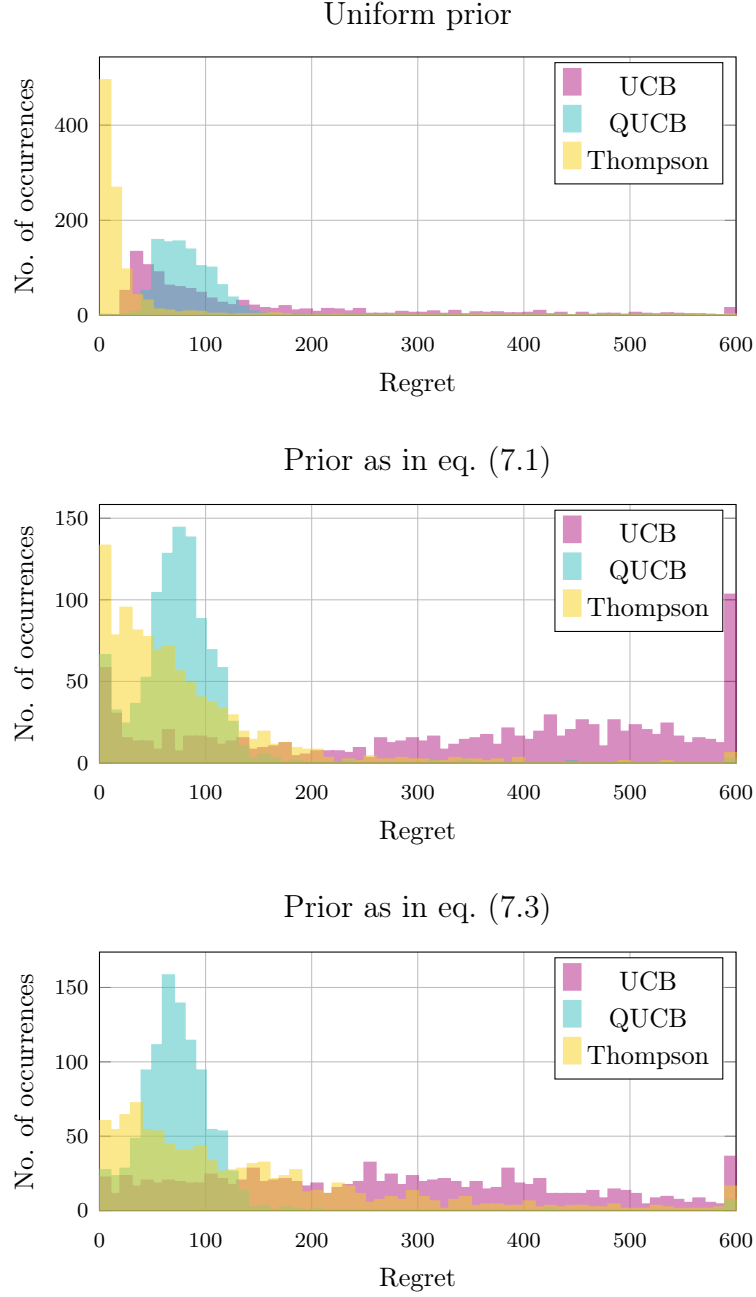 Uniform prior
No. of occurrences
400
200
0
UCB
QUCB
Thompson
0 100 200 300 400 500 600
Regret
Prior as in eq. (7.1)
No. of occurrences
150
100
50
0
UCB
QUCB
Thompson
0 100 200 300 400 500 600
Regret
Prior as in eq. (7.3)
No. of occurrences
150
100
50
0
UCB
QUCB
Thompson
0 100 200 300 400 500 600
Regret